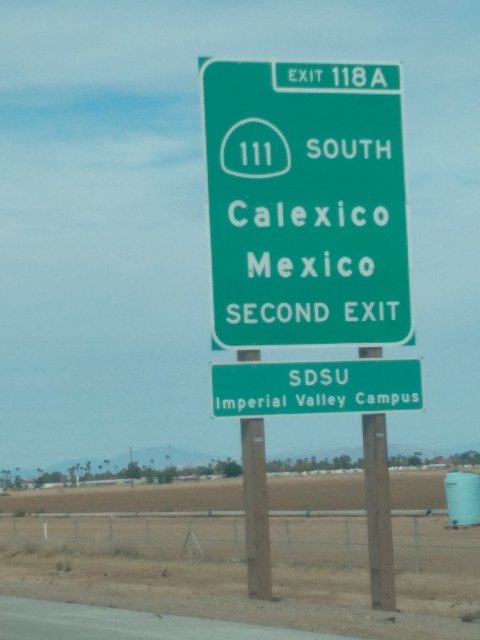 EXIT 118A
111 SOUTH
Calexico
Mexico
SECOND EXIT
SDSU
Imperial Valley Campus